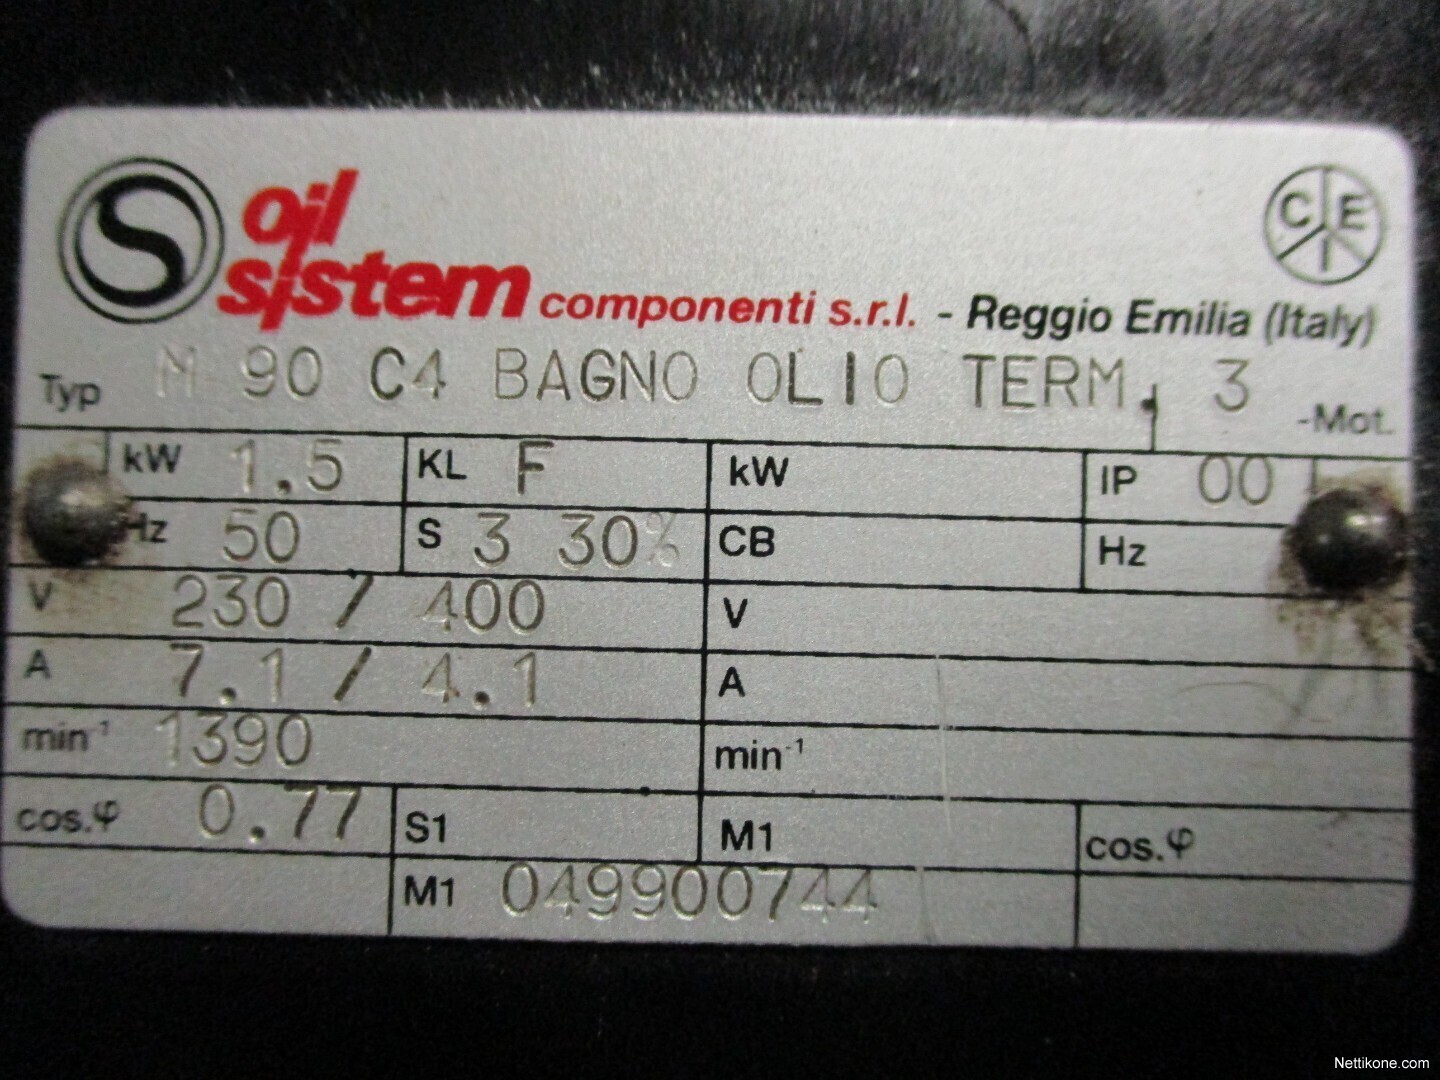 S oil sistem componenti s.r.l. - Reggio Emilia (Italy) CE
Typ M 90 C4 BAGNO OLIO TERM. 3 -Mot.
kW 1.5 KL F kW IP 00
Hz 50 S 3 30% CB Hz
V 230 / 400 V
A 7.1 / 4.1 A
min-1 1390 min-1
cos.φ 0.77 S1 M1 cos.φ
M1 049900744
Nettikone.com